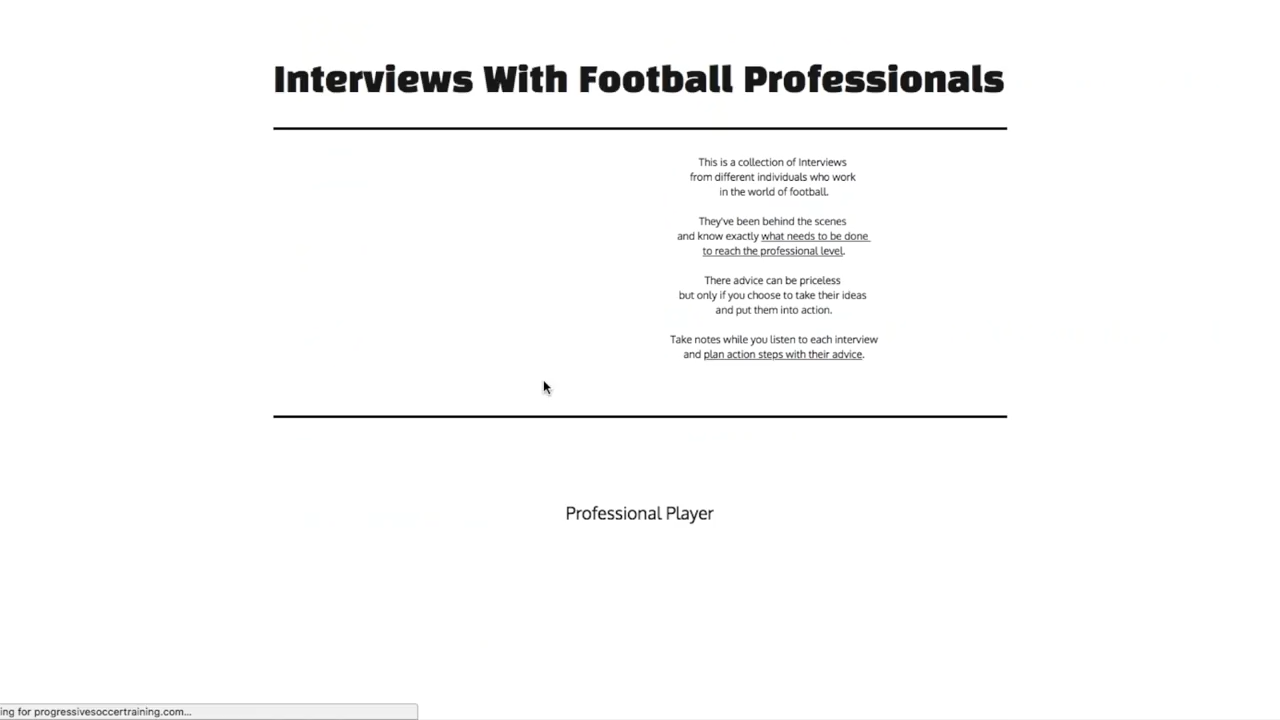 Interviews With Football Professionals
This is a collection of Interviews
from different individuals who work
in the world of football.
They've been behind the scenes
and know exactly what needs to be done
to reach the professional level.
There advice can be priceless
but only if you choose to take their ideas
and put them into action.
Take notes while you listen to each interview
and plan action steps with their advice.
Professional Player
ing for progressivesoccertraining.com...